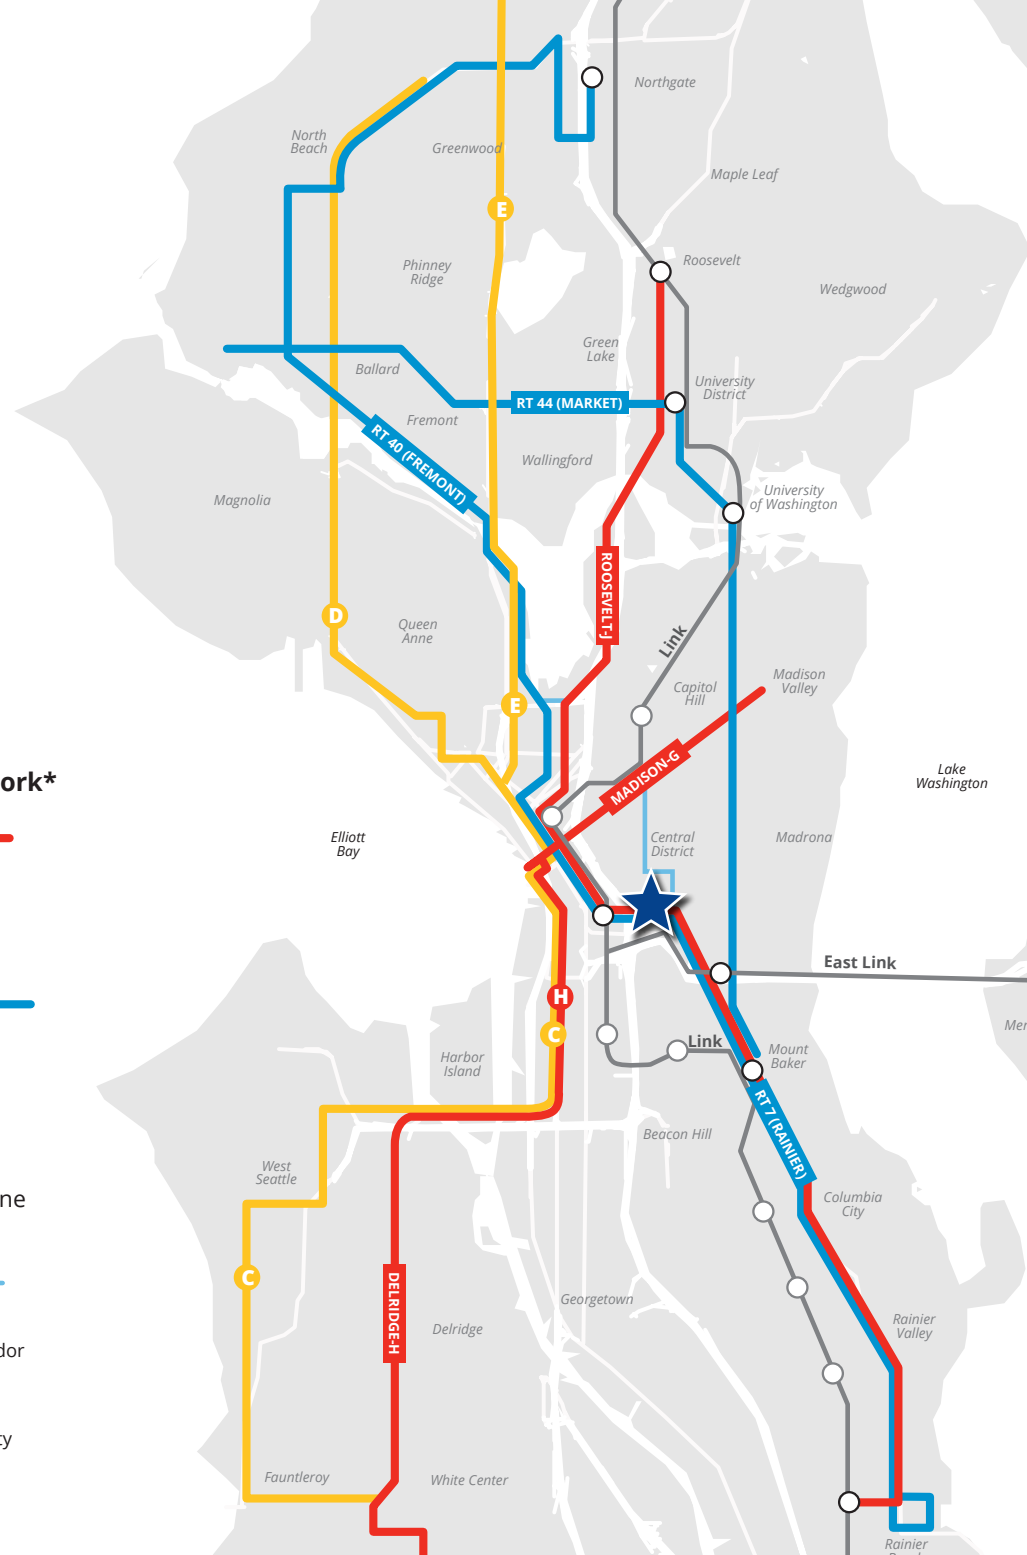 Northgate
North
Beach
Greenwood
Maple Leaf
E
Roosevelt
Phinney
Ridge
Wedgwood
Green
Lake
Ballard
University
District
RT 44 (MARKET)
Fremont
RT 40 (FREMONT)
Wallingford
Magnolia
University
of Washington
ROOSEVELT-J
D
Queen
Anne
Link
Madison
Valley
Capitol
Hill
E
MADISON-G
Lake
Washington
ork*
Elliott
Bay
Central
District
Madrona
East Link
H
C
Mer
Link
Mount
Baker
Harbor
Island
RT 7 (RAINIER)
Beacon Hill
West
Seattle
ne
Columbia
City
C
DELRIDGE-H
Georgetown
Delridge
Rainier
Valley
dor
ty
Fauntleroy
White Center
Rainier